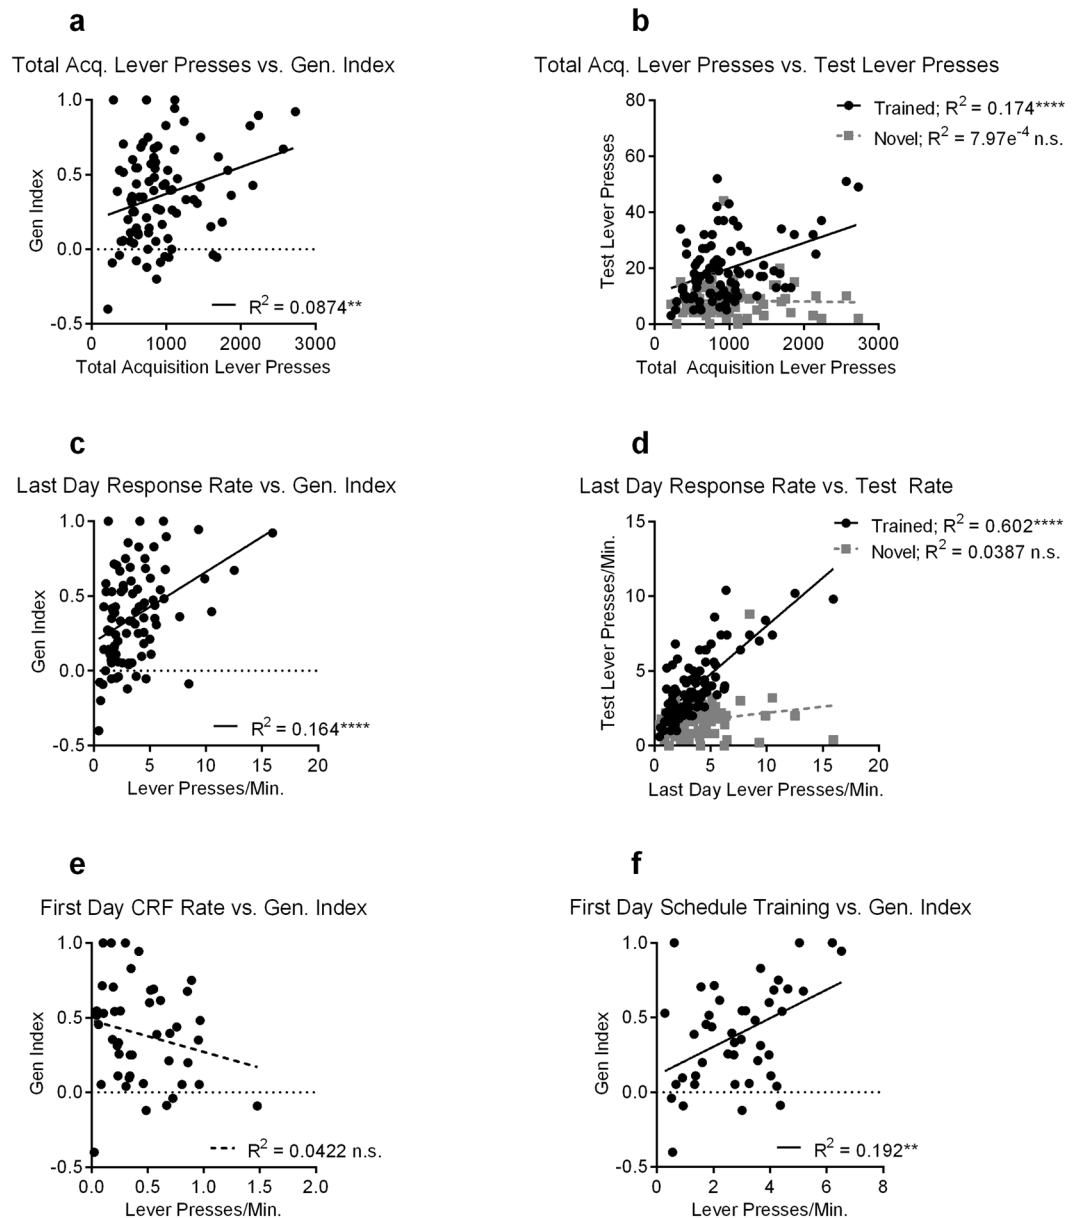 a
Total Acq. Lever Presses vs. Gen. Index
1.0
0.5
0.0
-0.5
Gen Index
R² = 0.0874**
0 1000 2000 3000
Total Acquisition Lever Presses
b
Total Acq. Lever Presses vs. Test Lever Presses
80
60
40
20
0
Test Lever Presses
Trained; R² = 0.174****
Novel; R² = 7.97e⁻⁴ n.s.
0 1000 2000 3000
Total Acquisition Lever Presses
c
Last Day Response Rate vs. Gen. Index
1.0
0.5
0.0
-0.5
Gen Index
R² = 0.164****
0 5 10 15 20
Lever Presses/Min.
d
Last Day Response Rate vs. Test Rate
15
10
5
0
Test Lever Presses/Min.
Trained; R² = 0.602****
Novel; R² = 0.0387 n.s.
0 5 10 15 20
Last Day Lever Presses/Min.
e
First Day CRF Rate vs. Gen. Index
1.0
0.5
0.0
-0.5
Gen Index
R² = 0.0422 n.s.
0.0 0.5 1.0 1.5 2.0
Lever Presses/Min.
f
First Day Schedule Training vs. Gen. Index
1.0
0.5
0.0
-0.5
Gen Index
R² = 0.192**
0 2 4 6 8
Lever Presses/Min.